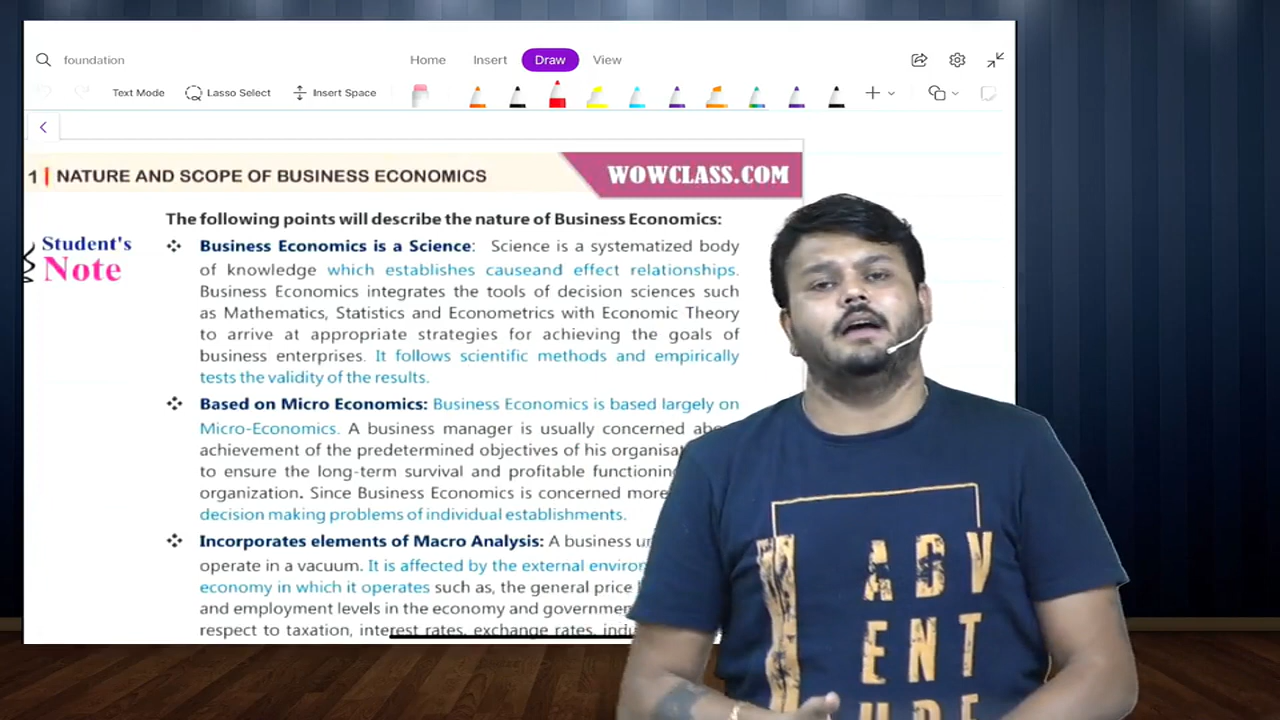 foundation
Home Insert Draw View
Text Mode Lasso Select Insert Space
1 | NATURE AND SCOPE OF BUSINESS ECONOMICS WOWCLASS.COM
The following points will describe the nature of Business Economics:
Student's
Note
Business Economics is a Science: Science is a systematized body
of knowledge which establishes causeand effect relationships.
Business Economics integrates the tools of decision sciences such
as Mathematics, Statistics and Econometrics with Economic Theory
to arrive at appropriate strategies for achieving the goals of
business enterprises. It follows scientific methods and empirically
tests the validity of the results.
Based on Micro Economics: Business Economics is based largely on
Micro-Economics. A business manager is usually concerned
achievement of the predetermined objectives of his
to ensure the long-term survival and profitable functioning
organization. Since Business Economics is concerned more
decision making problems of individual establishments.
Incorporates elements of Macro Analysis: A business
operate in a vacuum. It is affected by the external
economy in which it operates such as, the general price
and employment levels in the economy and
respect to taxation, interest rates, exchange rates,
ADV
ENT
URE